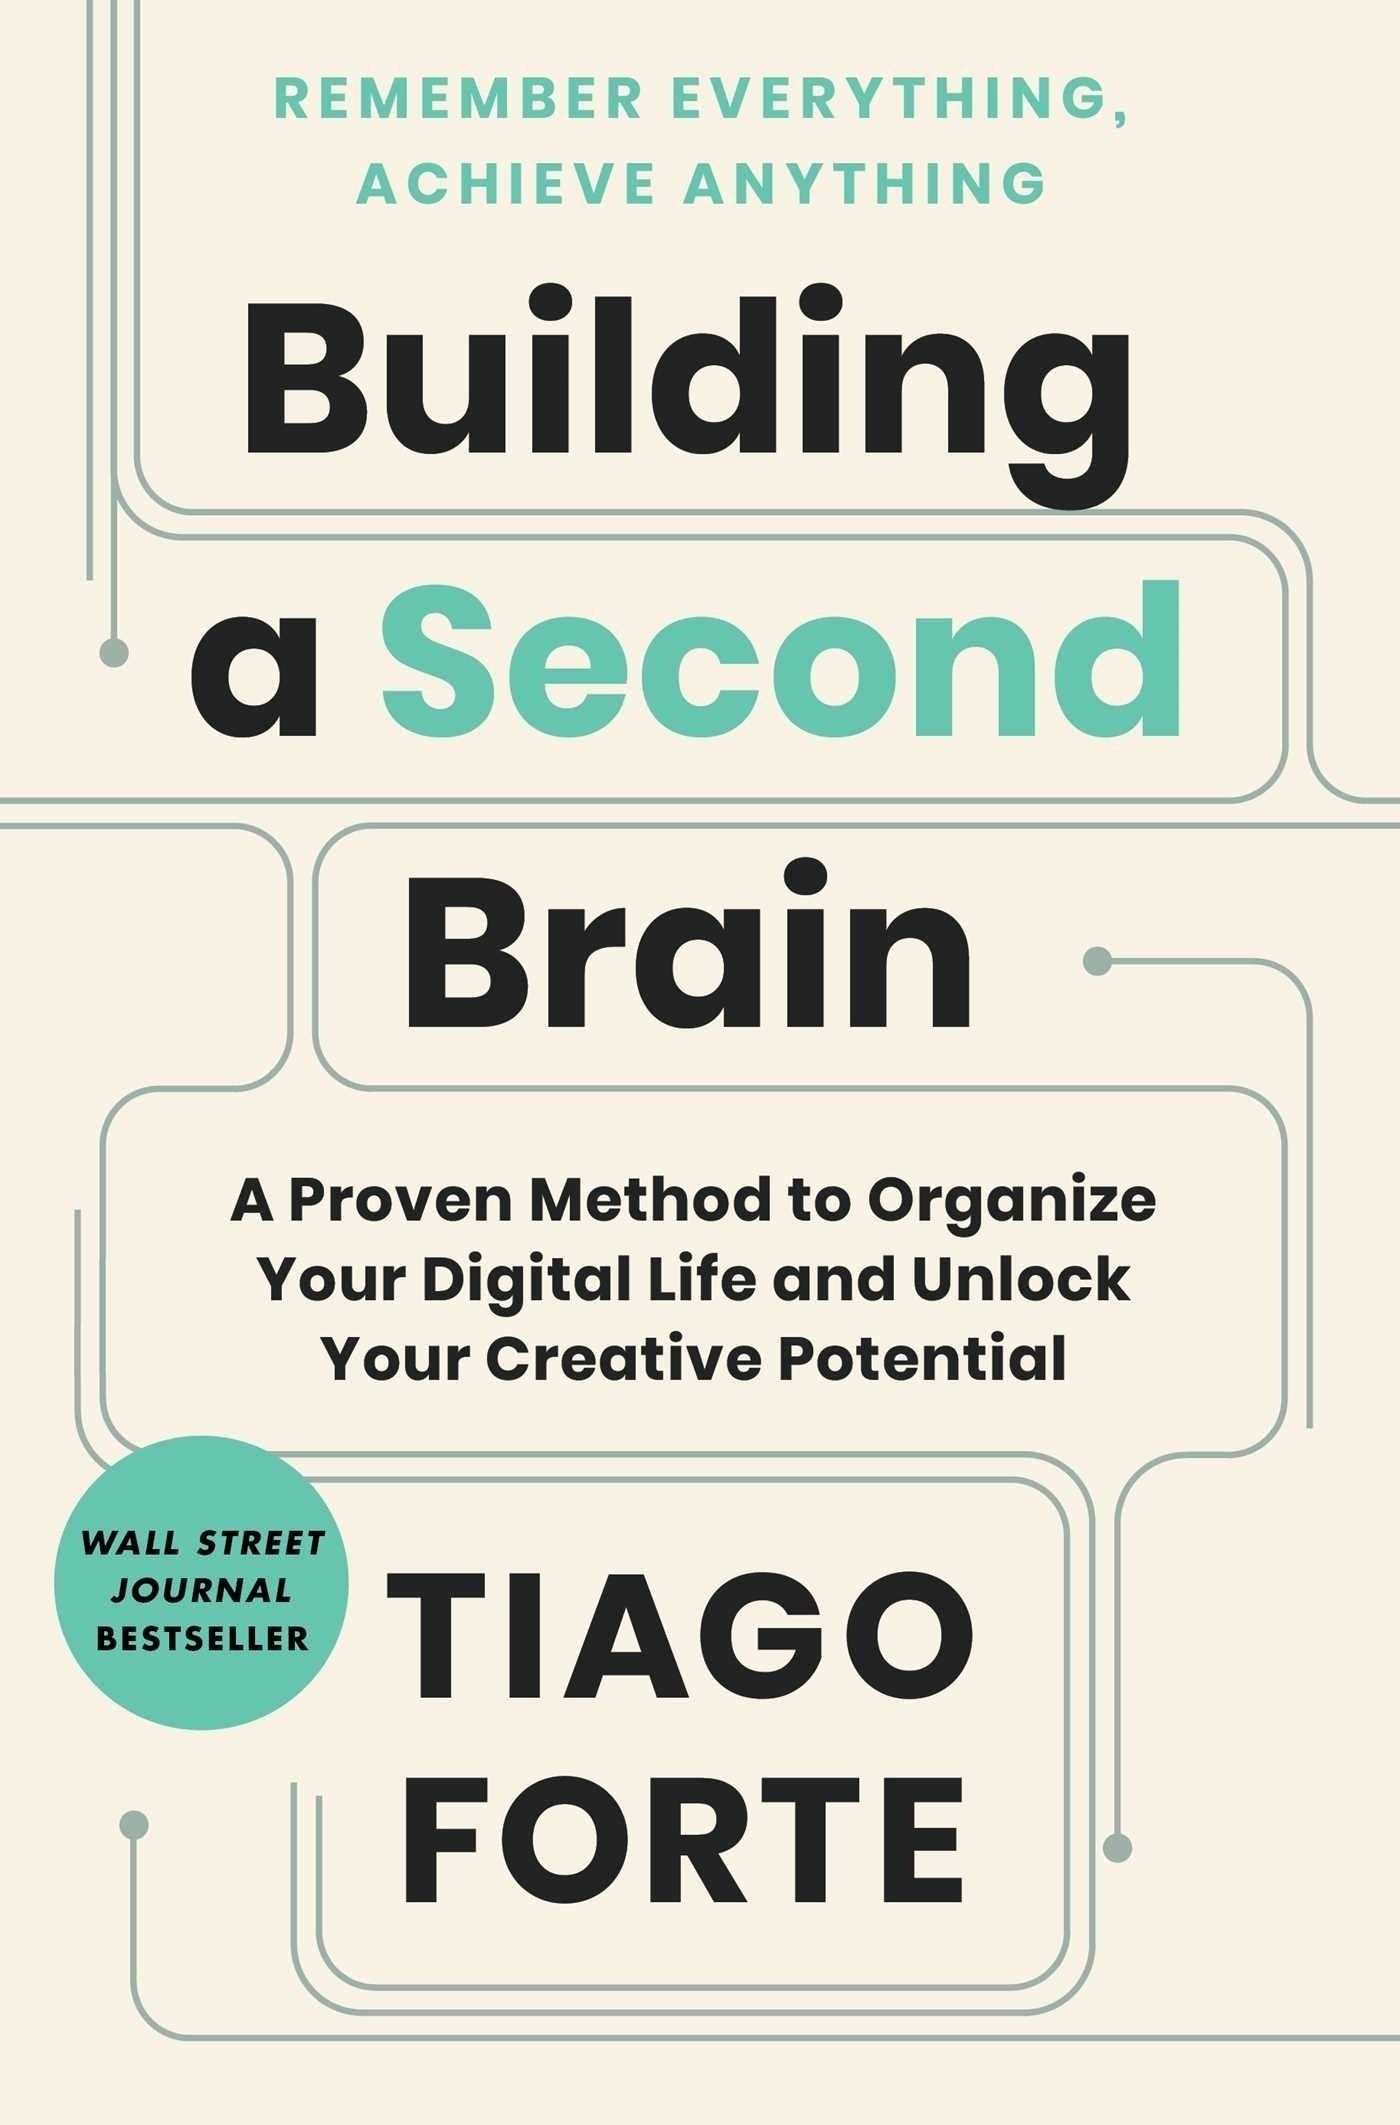 REMEMBER EVERYTHING,
ACHIEVE ANYTHING
Building
a Second
Brain
A Proven Method to Organize
Your Digital Life and Unlock
Your Creative Potential
WALL STREET
JOURNAL
BESTSELLER
TIAGO
FORTE